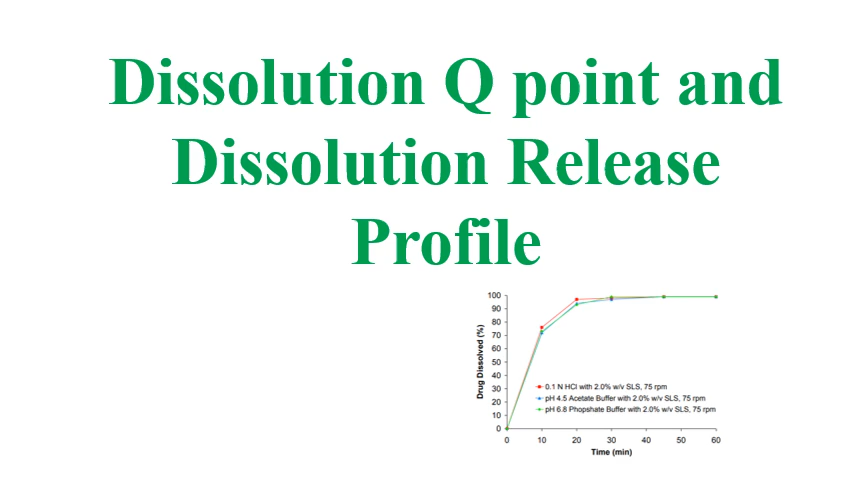 Dissolution Q point and
Dissolution Release
Profile
100
90
80
70
60
50
40
30
20
10
0
Drug Dissolved (%)
0.1 N HCl with 2.0% w/v SLS, 75 rpm
pH 4.5 Acetate Buffer with 2.0% w/v SLS, 75 rpm
pH 6.8 Phopshate Buffer with 2.0% w/v SLS, 75 rpm
0 10 20 30 40 50 60
Time (min)